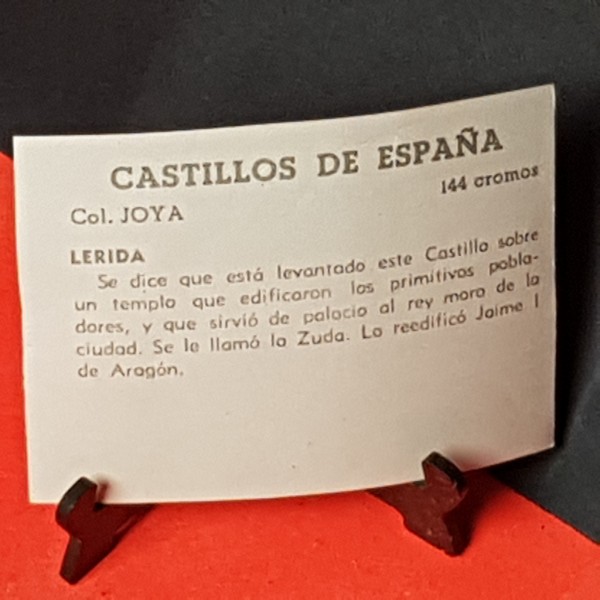 CASTILLOS DE ESPAÑA
144 cromos
Col. JOYA
LERIDA
Se dice que está levantado este Castillo sobre
un templo que edificaron los primitivos pobla-
dores, y que sirvió de palacio al rey moro de la
ciudad. Se le llamó la Zuda. Lo reedificó Jaime I
de Aragón.